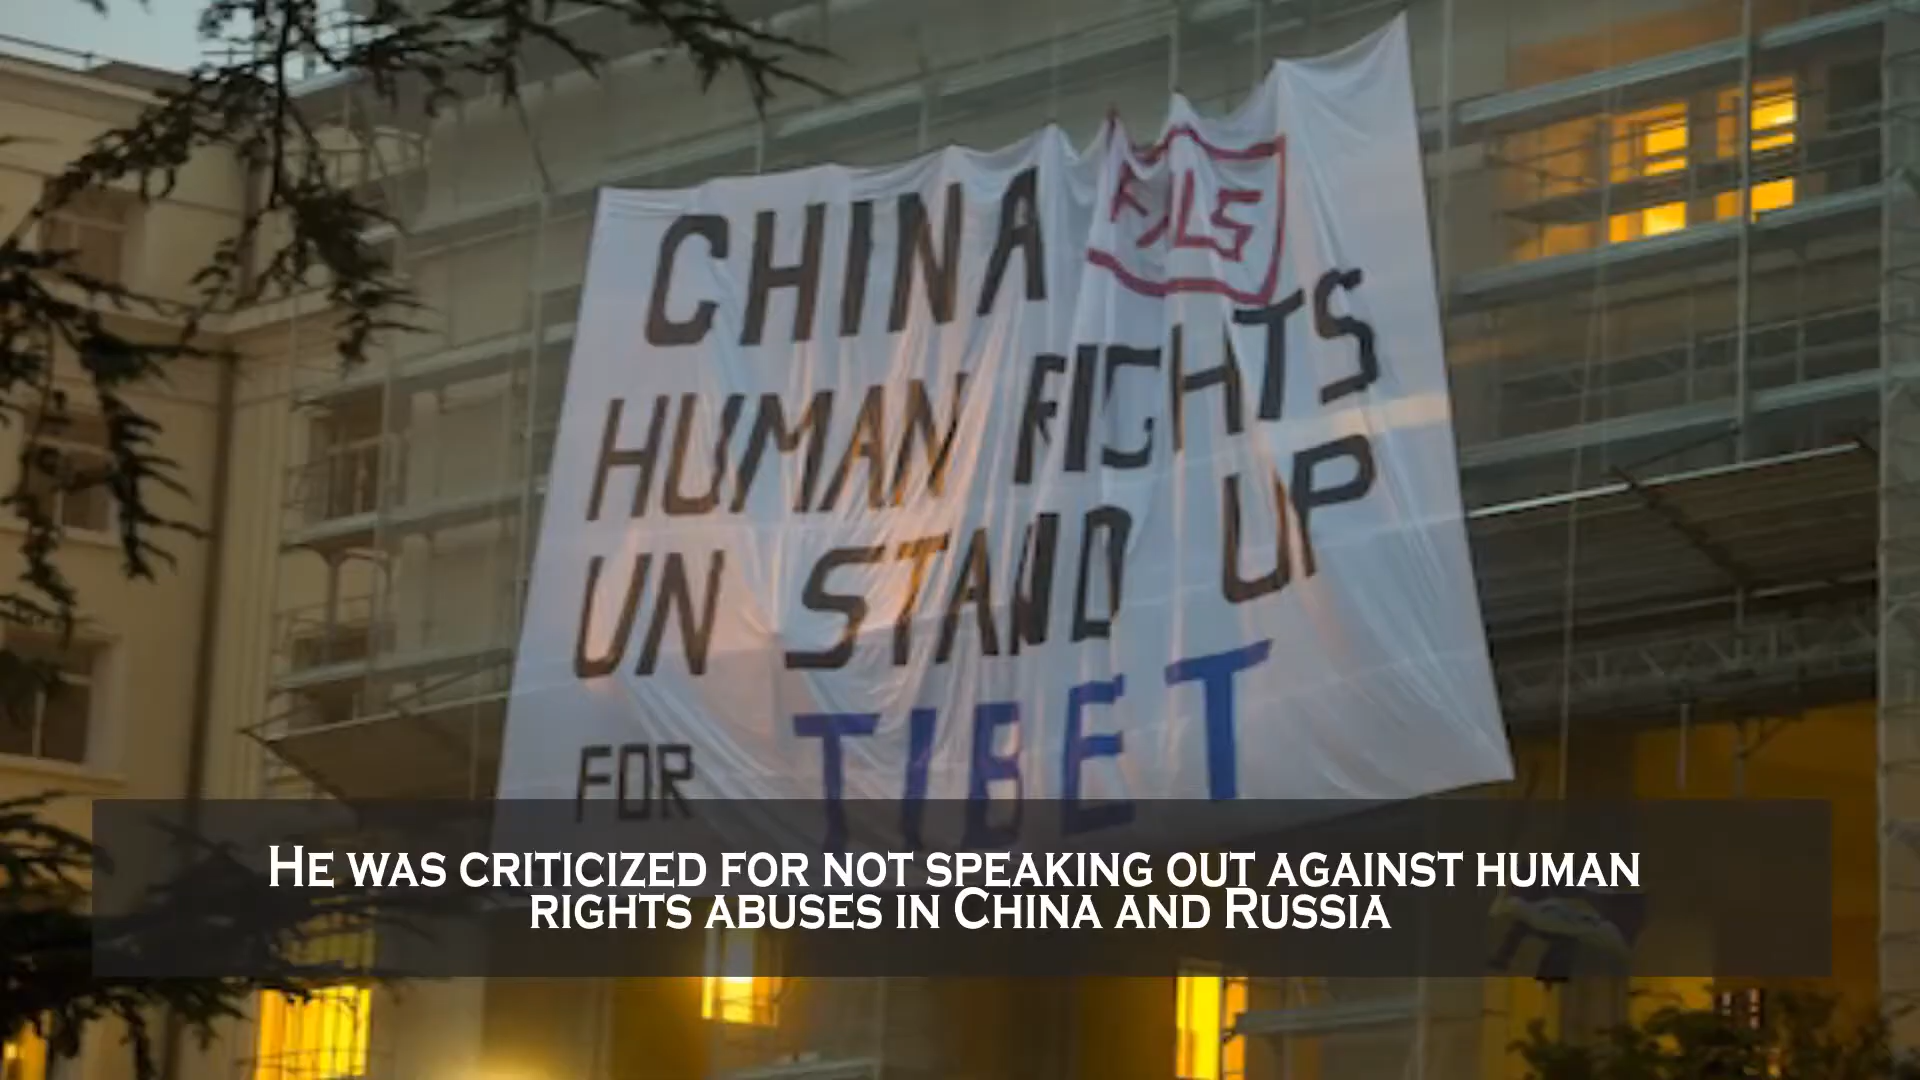 CHINA FAILS
HUMAN RIGHTS
UN STAND UP
FOR TIBET
He was criticized for not speaking out against human
rights abuses in China and Russia